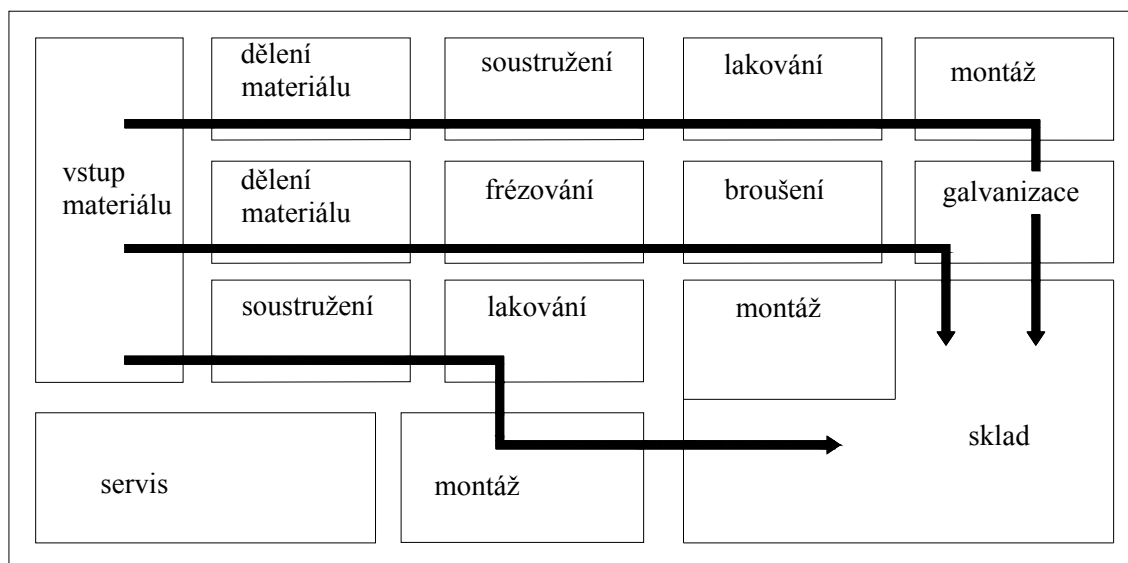 dělení
materiálu
soustružení
lakování
montáž
vstup
materiálu
dělení
materiálu
frézování
broušení
galvanizace
soustružení
lakování
montáž
sklad
servis
montáž